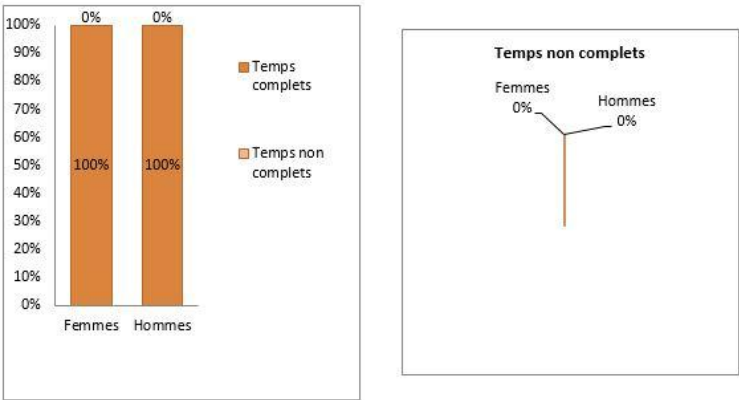 100%
90%
80%
70%
60%
50%
40%
30%
20%
10%
0%
0% 0%
100% 100%
Femmes Hommes
Temps
complets
Temps non
complets
Temps non complets
Femmes
0%
Hommes
0%